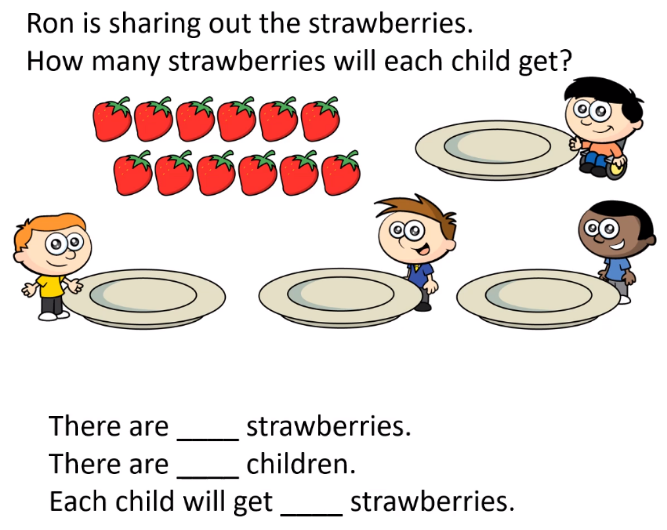 Ron is sharing out the strawberries.
How many strawberries will each child get?
There are ____ strawberries.
There are ____ children.
Each child will get ____ strawberries.